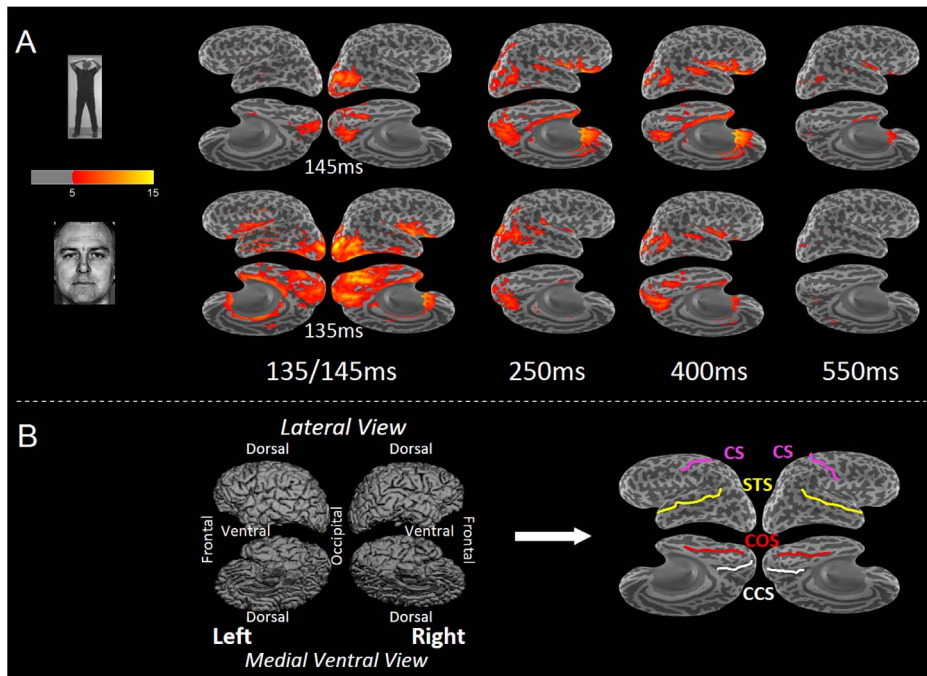 A
145ms
5 15
135ms
135/145ms 250ms 400ms 550ms
B
Lateral View
Dorsal Dorsal
CS CS
STS
Frontal Ventral Occipital Ventral Frontal
COS
CCS
Dorsal Dorsal
Left Right
Medial Ventral View